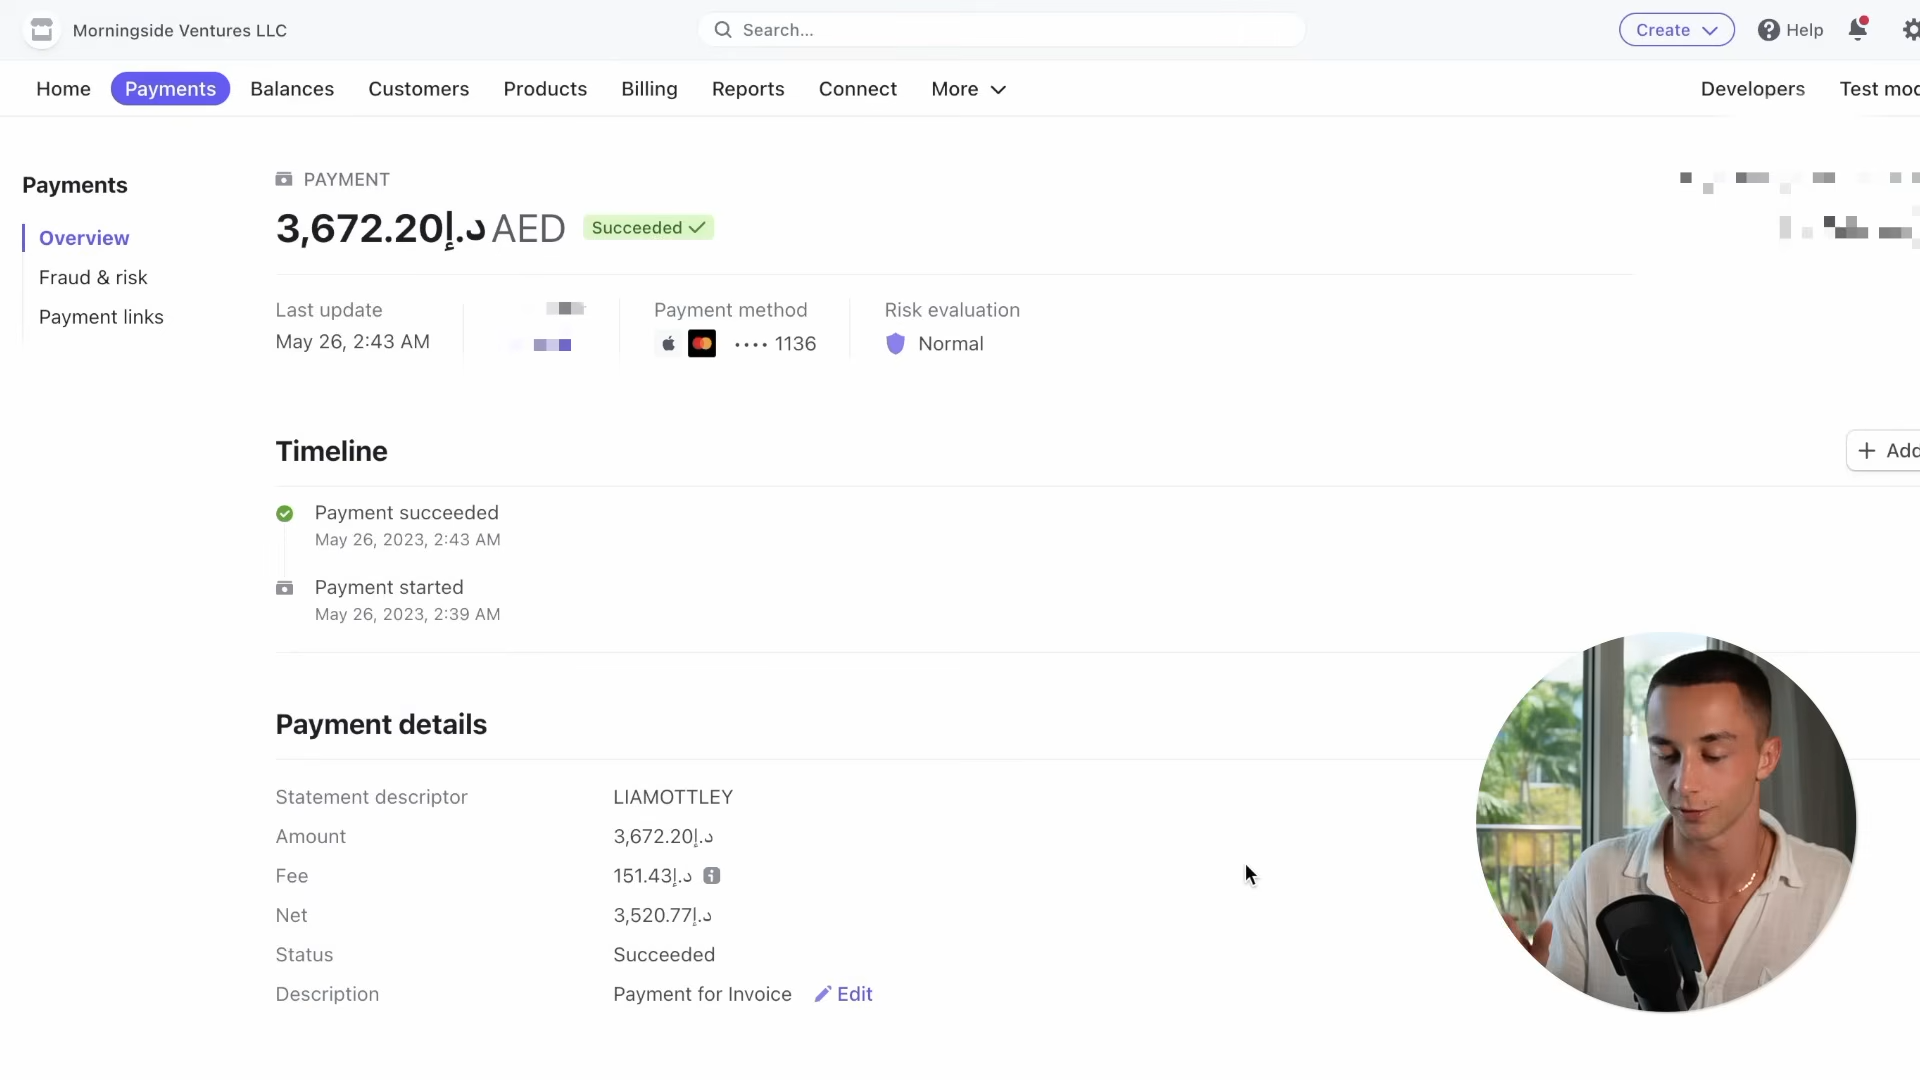 Morningside Ventures LLC
Search...
Create
Help
Home
Payments
Balances
Customers
Products
Billing
Reports
Connect
More
Developers
Test mod
Payments
Overview
Fraud & risk
Payment links
PAYMENT
3,672.20د.إ AED Succeeded
Last update
May 26, 2:43 AM
Payment method
•••• 1136
Risk evaluation
Normal
Timeline
Add
Payment succeeded
May 26, 2023, 2:43 AM
Payment started
May 26, 2023, 2:39 AM
Payment details
Statement descriptor LIAMOTTLEY
Amount 3,672.20د.إ
Fee 151.43د.إ
Net 3,520.77د.إ
Status Succeeded
Description Payment for Invoice Edit